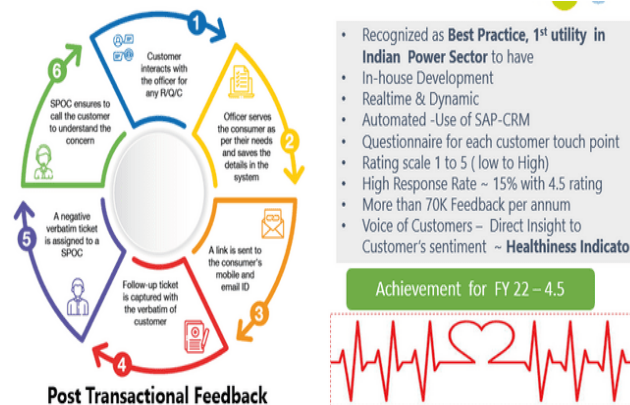 1
Customer
interacts with
the officer for
any R/Q/C
2
Officer serves
the consumer as
per their needs
and saves the
details in the
system
3
A link is sent
to the
consumer's
mobile and
email ID
4
Follow-up ticket
is captured with
the verbatim of
customer
5
A negative
verbatim ticket
is assigned to a
SPOC
6
SPOC ensures to
call the customer
to understand the
concern
Post Transactional Feedback
• Recognized as Best Practice, 1st utility in
Indian Power Sector to have
• In-house Development
• Realtime & Dynamic
• Automated -Use of SAP-CRM
• Questionnaire for each customer touch point
• Rating scale 1 to 5 ( low to High)
• High Response Rate ~ 15% with 4.5 rating
• More than 70K Feedback per annum
• Voice of Customers – Direct Insight to
Customer's sentiment ~ Healthiness Indicato
Achievement for FY 22 – 4.5